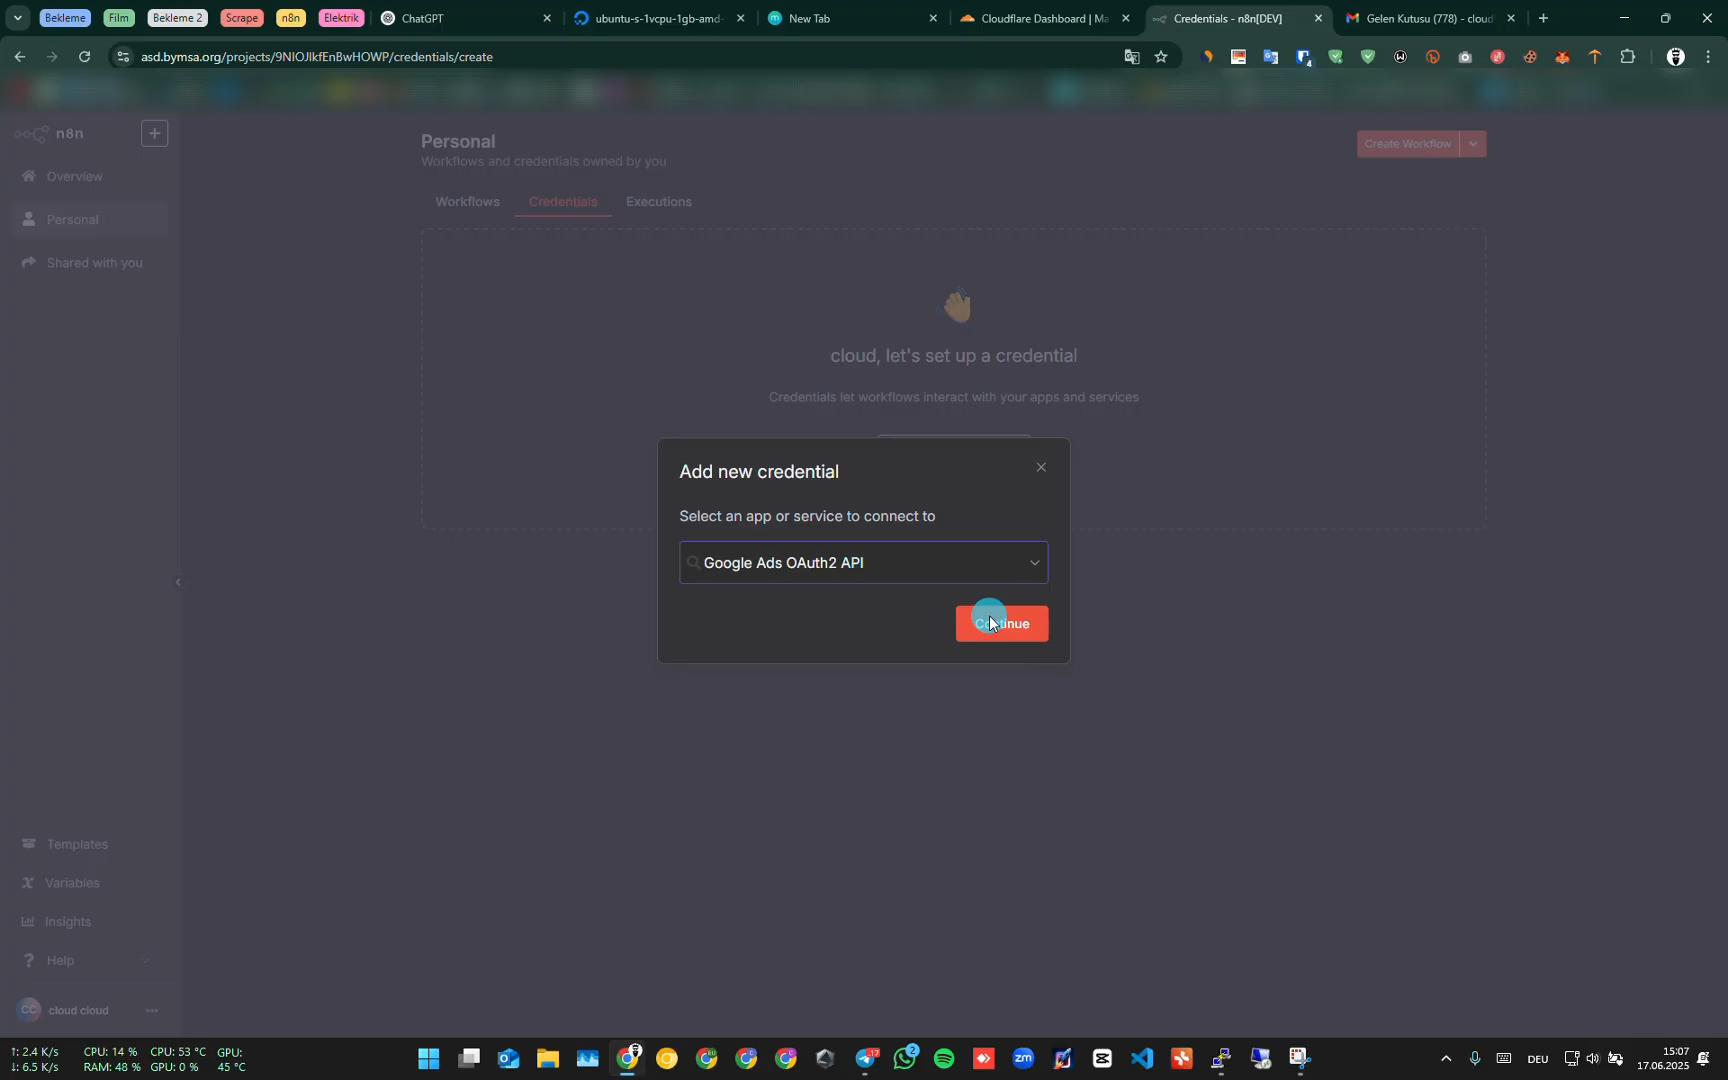 Bekleme
Film
Bekleme 2
Scrape
n8n
Elektrik
ChatGPT
ubuntu-s-1vcpu-1gb-amd-
New Tab
Cloudflare Dashboard | Ma
Credentials - n8n[DEV]
Gelen Kutusu (778) - cloud
asd.bymsa.org/projects/9NIOJlkfEnBwHOWP/credentials/create
n8n
Overview
Personal
Shared with you
Personal
Workflows and credentials owned by you
Create Workflow
Workflows
Credentials
Executions
cloud, let's set up a credential
Credentials let workflows interact with your apps and services
Add new credential
Select an app or service to connect to
Google Ads OAuth2 API
Continue
Templates
Variables
Insights
Help
CC
cloud cloud
↑: 2.4 K/s CPU: 14 % CPU: 53 °C GPU:
↓: 6.5 K/s RAM: 48 % GPU: 0 % 45 °C
17
2
zm
DEU
15:07
17.06.2025